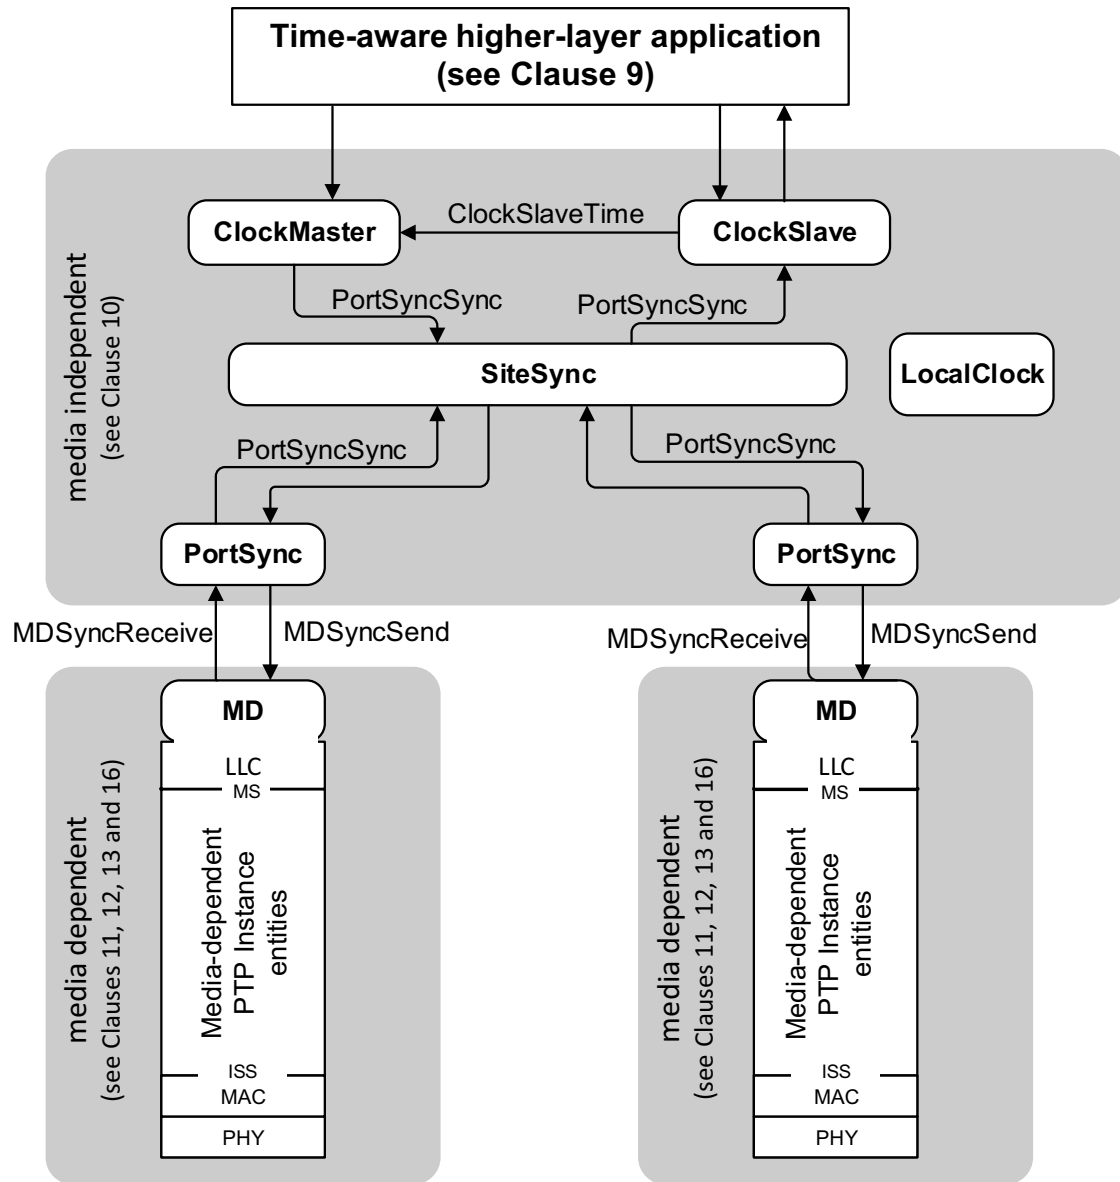 Time-aware higher-layer application
(see Clause 9)
media independent
(see Clause 10)
ClockMaster
ClockSlaveTime
ClockSlave
PortSyncSync
PortSyncSync
SiteSync
LocalClock
PortSyncSync
PortSyncSync
PortSync
PortSync
MDSyncReceive
MDSyncSend
MDSyncReceive
MDSyncSend
media dependent
(see Clauses 11, 12, 13 and 16)
MD
LLC
MS
Media-dependent
PTP Instance
entities
ISS
MAC
PHY
media dependent
(see Clauses 11, 12, 13 and 16)
MD
LLC
MS
Media-dependent
PTP Instance
entities
ISS
MAC
PHY